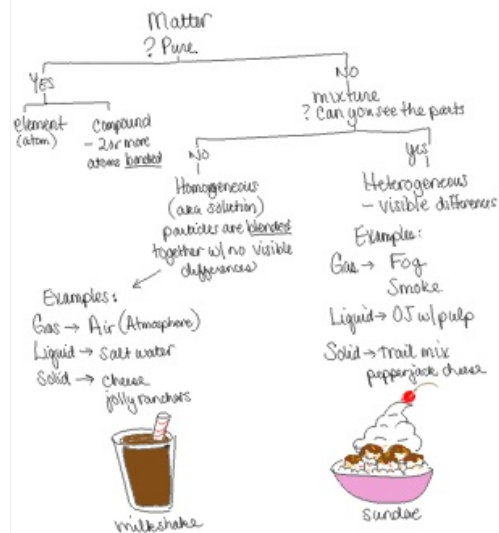 Matter
? Pure
YES
NO
element
(atom)
Compound
- 2 or more
atoms bonded
mixture
? Can you see the parts
NO
yes
Homogeneous
(aka solution)
particles are blended
together w/ no visible
differences
Heterogeneous
- visible differences
Examples:
Gas → Air (Atmosphere)
Liquid → Salt water
Solid → cheese
jolly ranchers
milkshake
Examples:
Gas → Fog
Smoke
Liquid → OJ w/ pulp
Solid → trail mix
pepperjack cheese
sundae